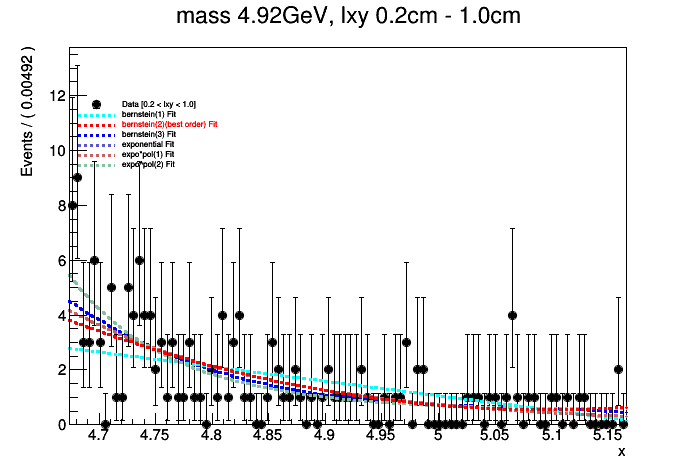 mass 4.92GeV, lxy 0.2cm - 1.0cm
Events / ( 0.00492 )
12
10
8
6
4
2
0
Data [0.2 < lxy < 1.0]
bernstein(1) Fit
bernstein(2)(best order) Fit
bernstein(3) Fit
exponential Fit
expo*pol(1) Fit
expo*pol(2) Fit
4.7 4.75 4.8 4.85 4.9 4.95 5 5.05 5.1 5.15
x